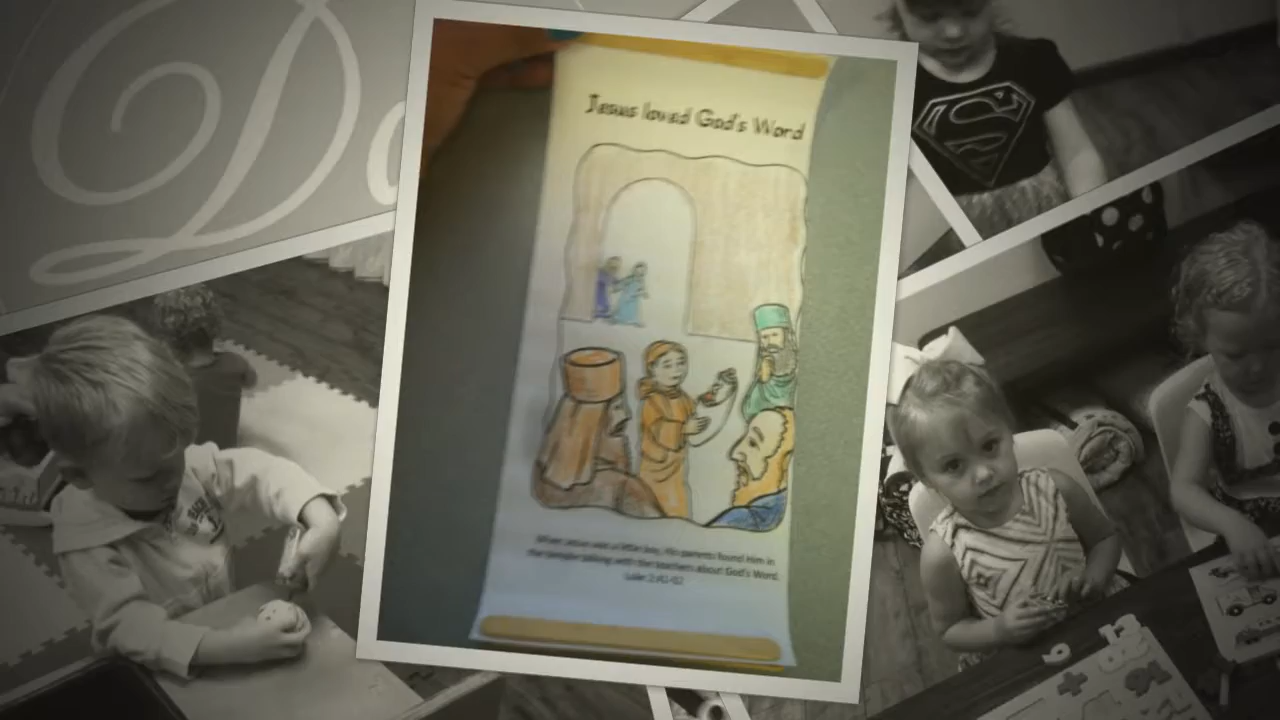 Jesus loved God's Word
When Jesus was a little boy, His parents found Him in
the temple talking with the teachers about God's Word.
Luke 2:41-52